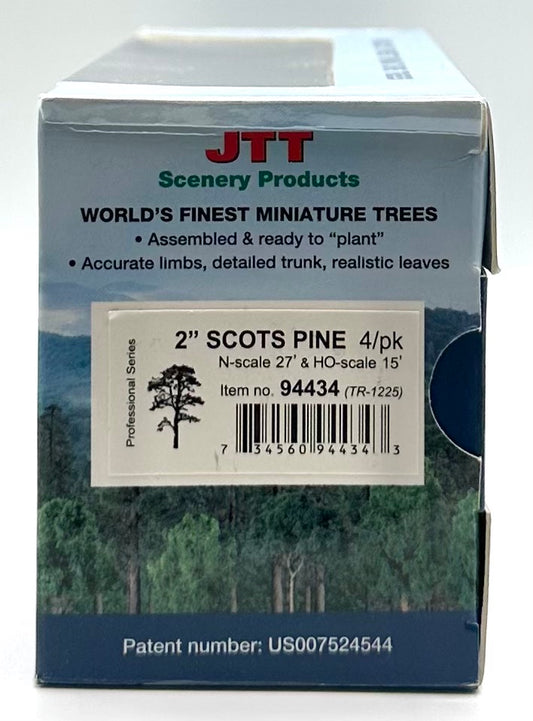 JTT
Scenery Products
WORLD'S FINEST MINIATURE TREES
• Assembled & ready to "plant"
• Accurate limbs, detailed trunk, realistic leaves
Professional Series
2” SCOTS PINE 4/pk
N-scale 27' & HO-scale 15'
Item no. 94434 (TR-1225)
7 34560 94434 3
Patent number: US007524544